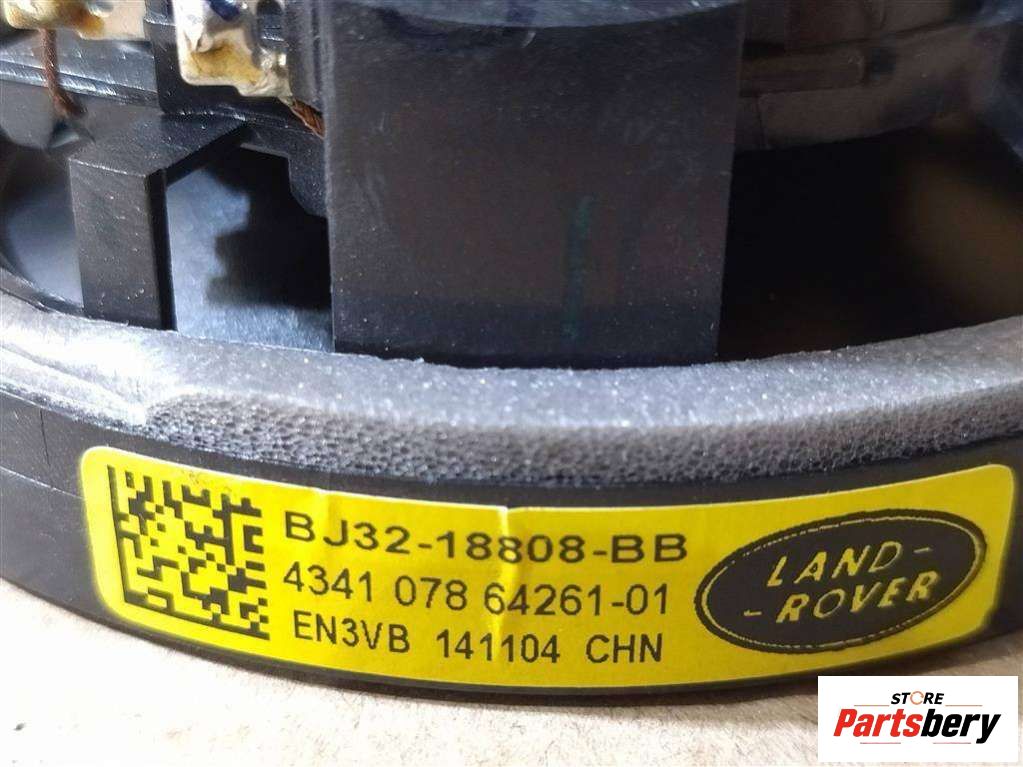 BJ32-18808-BB
4341 078 64261-01
EN3VB 141104 CHN
LAND-
-ROVER
STORE
Partsbery